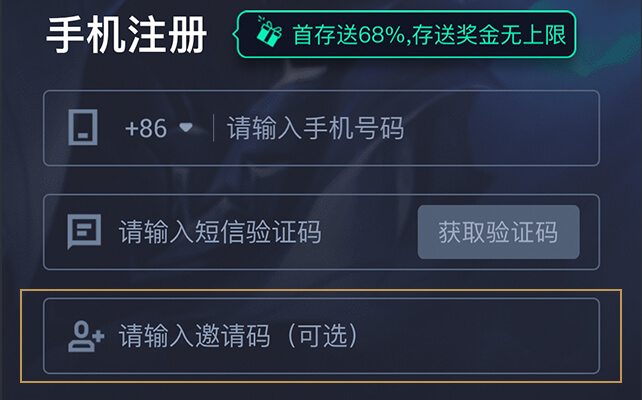 手机注册
首存送68%,存送奖金无上限
+86 请输入手机号码
请输入短信验证码 获取验证码
请输入邀请码（可选）